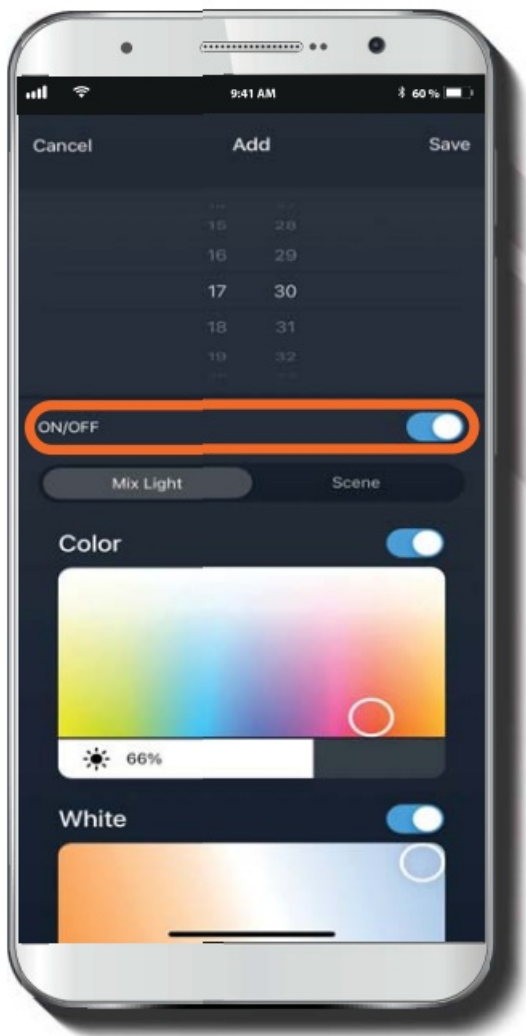 9:41 AM 60 %
Cancel Add Save
15 28
16 29
17 30
18 31
19 32
ON/OFF
Mix Light Scene
Color
66%
White